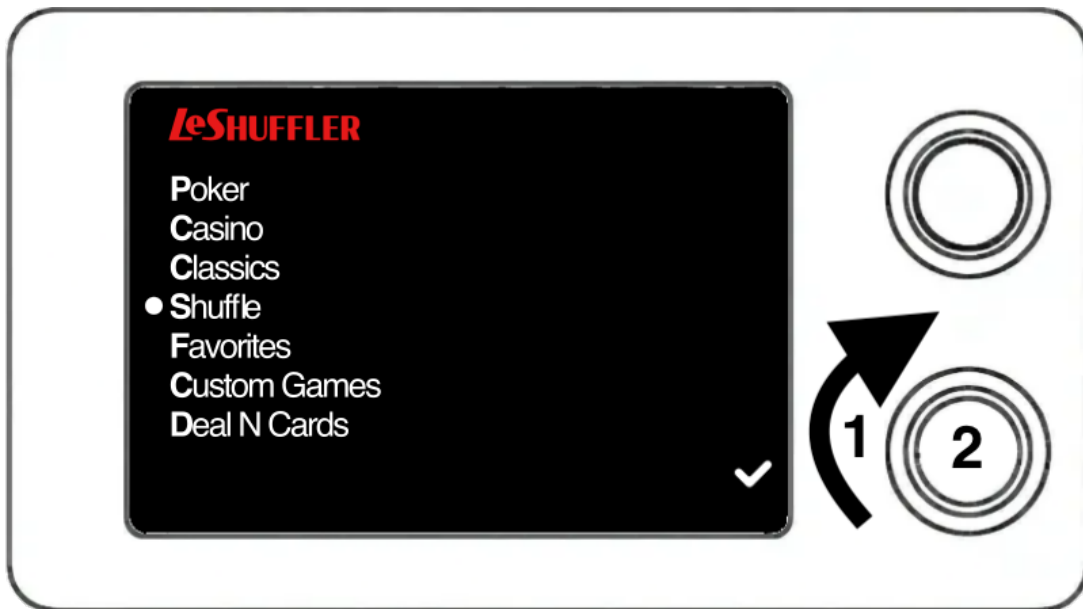 LeSHUFFLER
Poker
Casino
Classics
Shuffle
Favorites
Custom Games
Deal N Cards
1
2